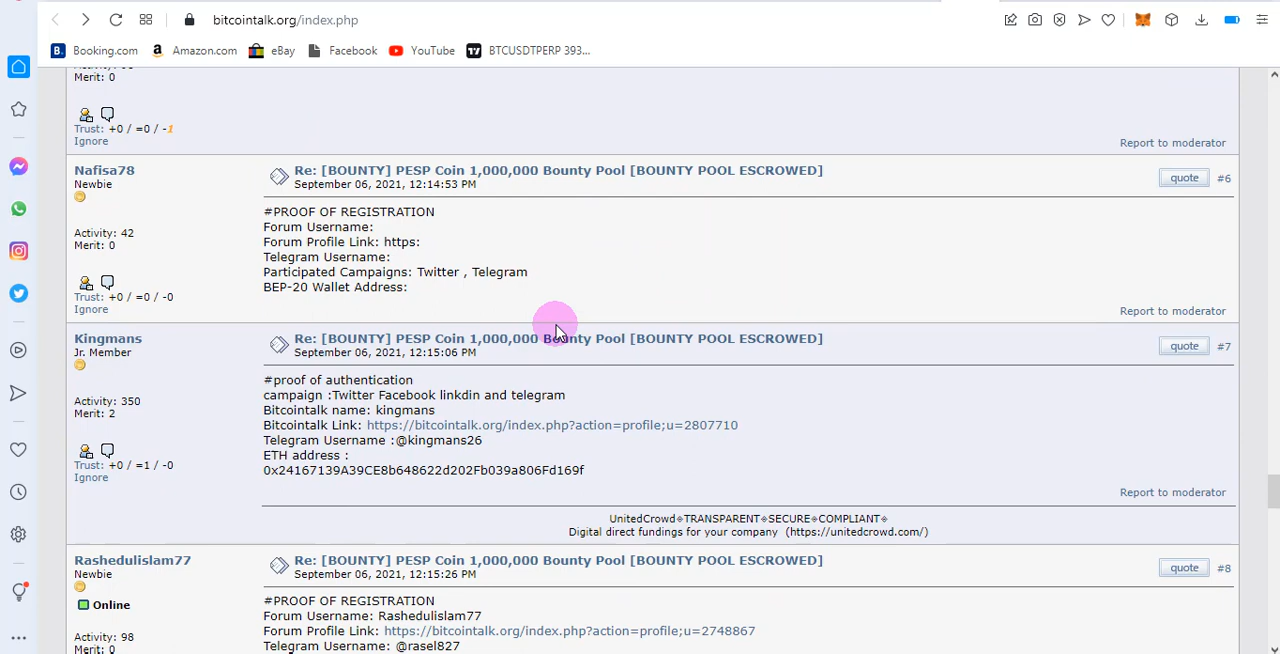 bitcointalk.org/index.php
B. Booking.com
a Amazon.com
eBay
Facebook
YouTube
BTCUSDTPERP 393...
Merit: 0
Trust: +0 / =0 / -1
Ignore
Report to moderator
Nafisa78
Newbie
Activity: 42
Merit: 0
Trust: +0 / =0 / -0
Ignore
Re: [BOUNTY] PESP Coin 1,000,000 Bounty Pool [BOUNTY POOL ESCROWED]
September 06, 2021, 12:14:53 PM
quote #6
#PROOF OF REGISTRATION
Forum Username:
Forum Profile Link: https:
Telegram Username:
Participated Campaigns: Twitter , Telegram
BEP-20 Wallet Address:
Report to moderator
Kingmans
Jr. Member
Activity: 350
Merit: 2
Trust: +0 / =1 / -0
Ignore
Re: [BOUNTY] PESP Coin 1,000,000 Bounty Pool [BOUNTY POOL ESCROWED]
September 06, 2021, 12:15:06 PM
quote #7
#proof of authentication
campaign :Twitter Facebook linkdin and telegram
Bitcointalk name: kingmans
Bitcointalk Link: https://bitcointalk.org/index.php?action=profile;u=2807710
Telegram Username :@kingmans26
ETH address :
0x24167139A39CE8b648622d202Fb039a806Fd169f
Report to moderator
UnitedCrowd◆TRANSPARENT◆SECURE◆COMPLIANT◆
Digital direct fundings for your company (https://unitedcrowd.com/)
Rashedulislam77
Newbie
Online
Activity: 98
Merit: 0
Re: [BOUNTY] PESP Coin 1,000,000 Bounty Pool [BOUNTY POOL ESCROWED]
September 06, 2021, 12:15:26 PM
quote #8
#PROOF OF REGISTRATION
Forum Username: Rashedulislam77
Forum Profile Link: https://bitcointalk.org/index.php?action=profile;u=2748867
Telegram Username: @rasel827